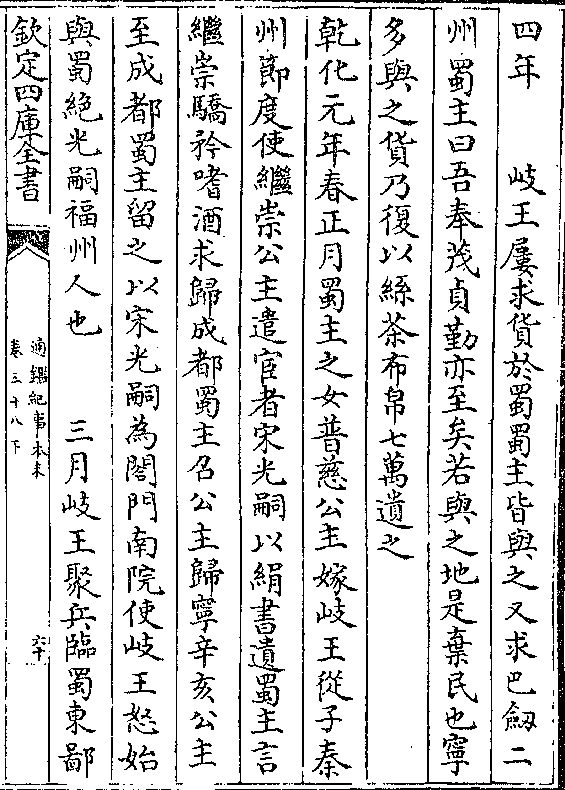 四年　岐王屢求貨於蜀蜀主皆與之又求巴劔二
州蜀主曰吾奉茂貞勤亦至矣若與之地是棄民也寧
多與之貨乃復以絲茶布帛七萬遺之
乾化元年春正月蜀主之女普慈公主嫁岐王從子秦
州節度使繼崇公主遣宦者宋光嗣以絹書遺蜀主言
繼崇驕矜嗜酒求歸成都蜀主召公主歸寧辛亥公主
至成都蜀主留之以宋光嗣為閤門南院使岐王怒始
與蜀絶光嗣福州人也　三月岐王聚兵臨蜀東鄙
欽定四庫全書
通鑑紀事本末
卷三十八下
六十